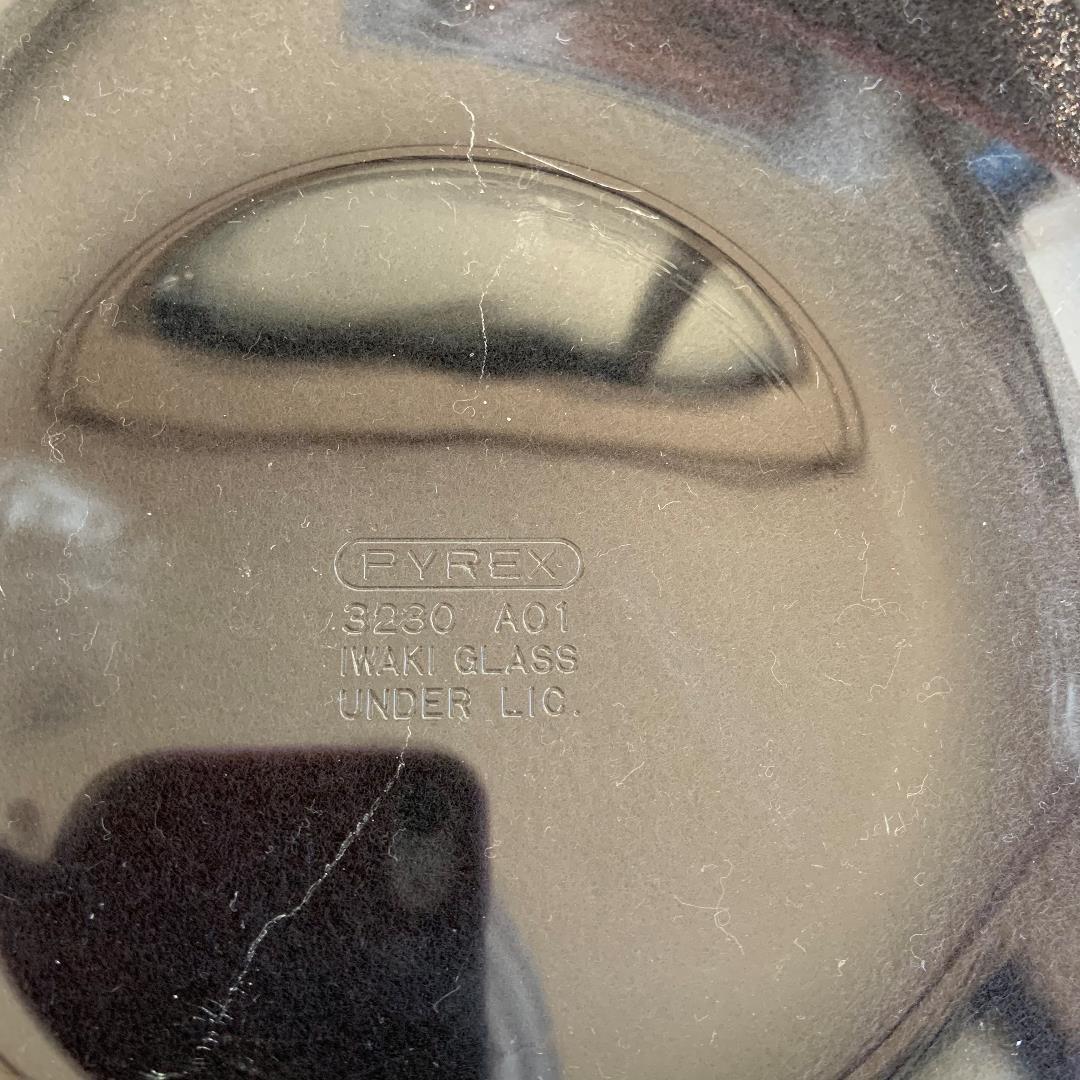 PYREX
3230 A01
IWAKI GLASS
UNDER LIC.